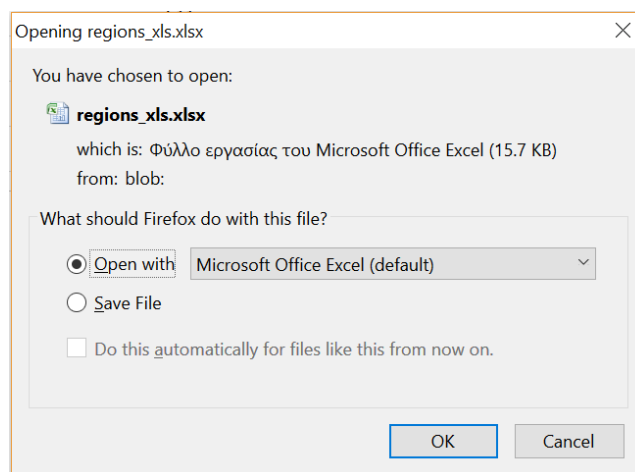 Opening regions_xls.xlsx
You have chosen to open:
regions_xls.xlsx
which is: Φύλλο εργασίας του Microsoft Office Excel (15.7 KB)
from: blob:
What should Firefox do with this file?
Open with Microsoft Office Excel (default)
Save File
Do this automatically for files like this from now on.
OK Cancel